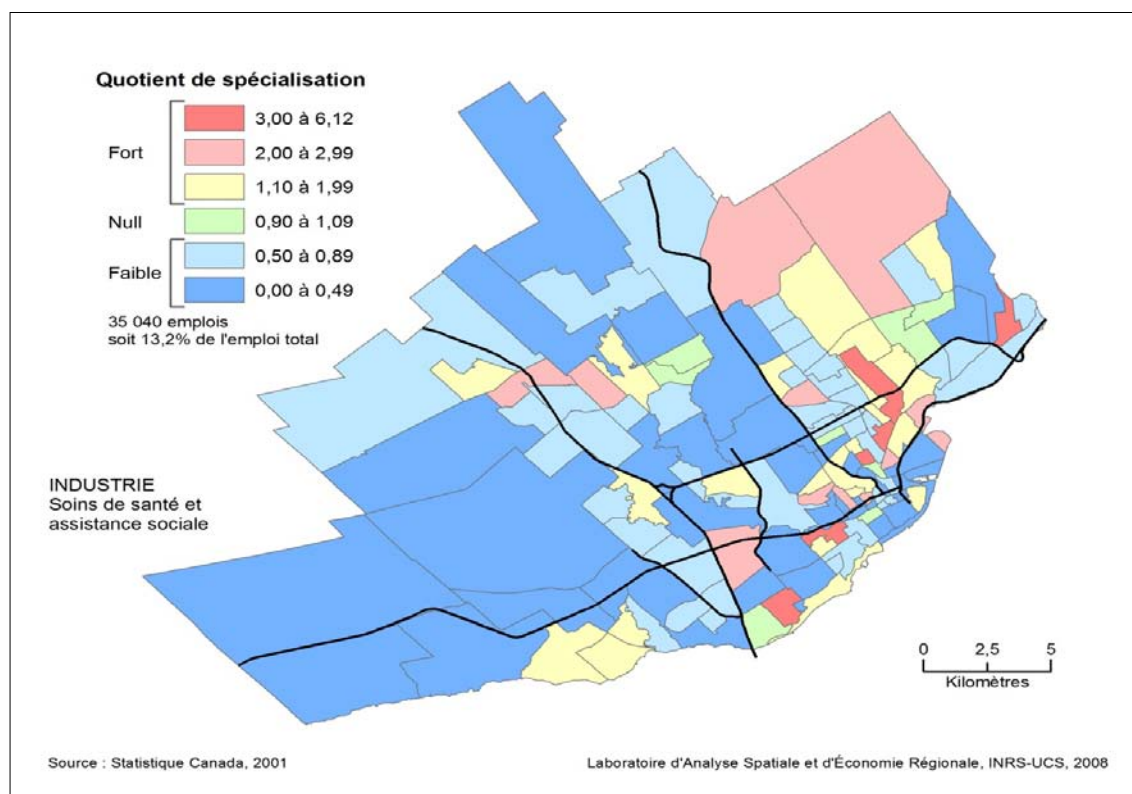 Quotient de spécialisation
3,00 à 6,12
Fort
2,00 à 2,99
1,10 à 1,99
Null
0,90 à 1,09
Faible
0,50 à 0,89
0,00 à 0,49
35 040 emplois
soit 13,2% de l'emploi total
INDUSTRIE
Soins de santé et
assistance sociale
0 2,5 5
Kilomètres
Source : Statistique Canada, 2001
Laboratoire d'Analyse Spatiale et d'Économie Régionale, INRS-UCS, 2008